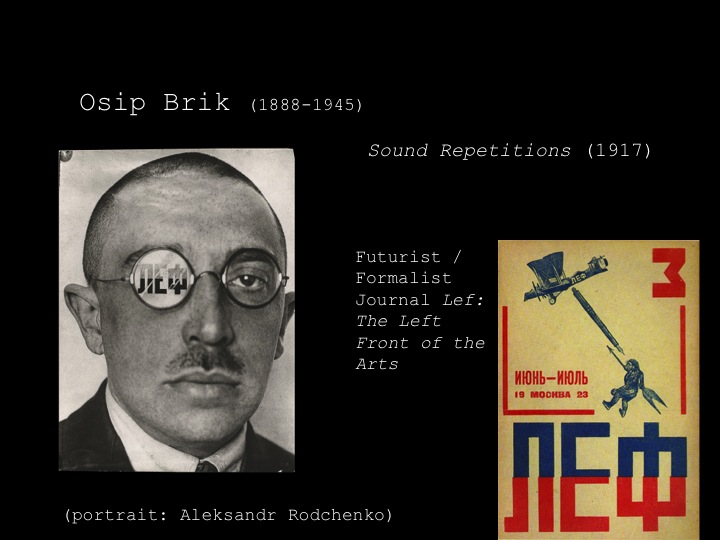 Osip Brik (1888-1945)
Sound Repetitions (1917)
ЛЕФ
Futurist /
Formalist
Journal Lef:
The Left
Front of the
Arts
ЛЕФ
3
ИЮНЬ—ИЮЛЬ
19 МОСКВА 23
ЛЕФ
(portrait: Aleksandr Rodchenko)